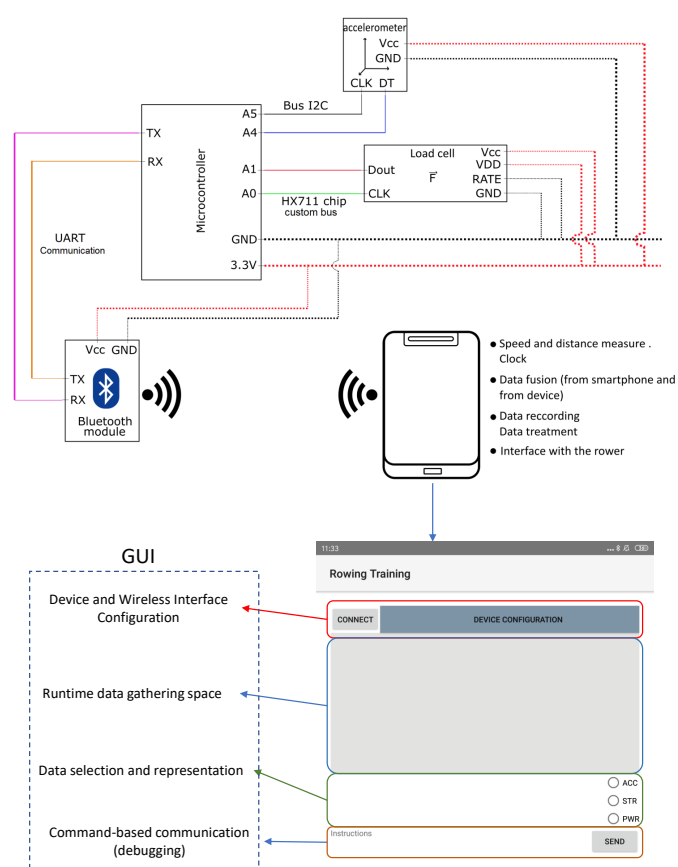 accelerometer
Vcc
GND
CLK DT
Bus I2C
A5
TX
A4
RX
Microcontroller
A1
Dout
Load cell
Vcc
VDD
F
RATE
A0
CLK
GND
HX711 chip
custom bus
UART
Communication
GND
3.3V
Vcc GND
TX
RX
Bluetooth
module
● Speed and distance measure .
Clock
● Data fusion (from smartphone and
from device)
● Data reccording
Data treatment
● Interface with the rower
GUI
Device and Wireless Interface
Configuration
Runtime data gathering space
Data selection and representation
Command-based communication
(debugging)
11:33
Rowing Training
CONNECT
DEVICE CONFIGURATION
ACC
STR
PWR
Instructions
SEND